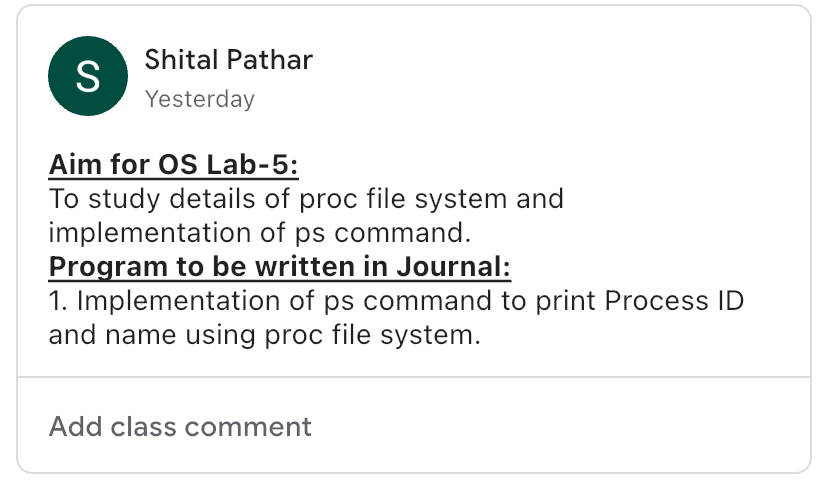 S
Shital Pathar
Yesterday
Aim for OS Lab-5:
To study details of proc file system and
implementation of ps command.
Program to be written in Journal:
1. Implementation of ps command to print Process ID
and name using proc file system.
Add class comment